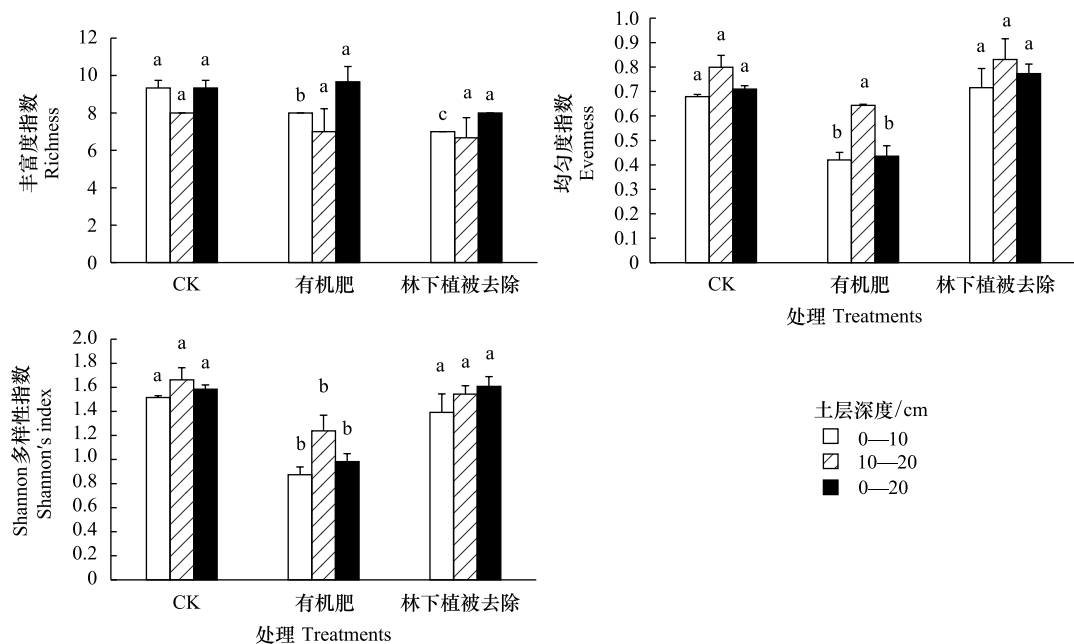 丰富度指数
Richness
12
10
8
6
4
2
0
a
a
a
b
a
a
c
a
a
CK
有机肥
林下植被去除
均匀度指数
Evenness
1.0
0.9
0.8
0.7
0.6
0.5
0.4
0.3
0.2
0.1
0
a
a
a
b
a
b
a
a
a
CK
有机肥
林下植被去除
处理 Treatments
Shannon多样性指数
Shannon's index
2.0
1.8
1.6
1.4
1.2
1.0
0.8
0.6
0.4
0.2
0
a
a
a
b
b
b
a
a
a
CK
有机肥
林下植被去除
处理 Treatments
土层深度/cm
0—10
10—20
0—20